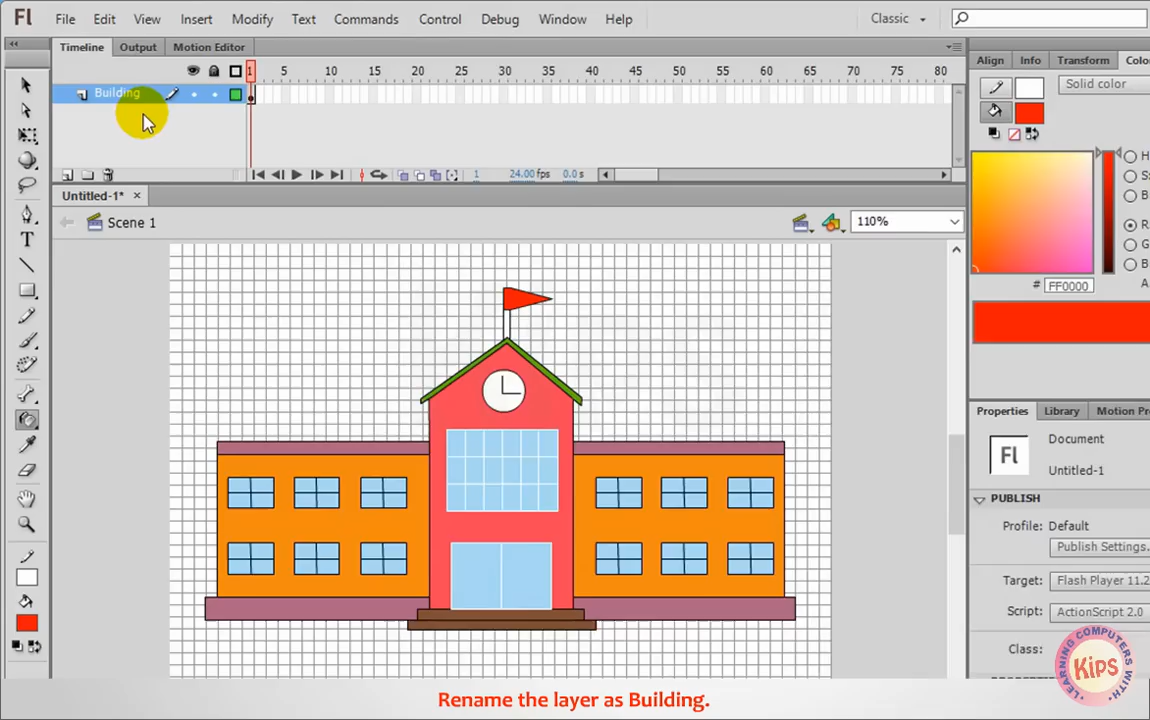 Fl File Edit View Insert Modify Text Commands Control Debug Window Help Classic
Timeline Output Motion Editor
Align Info Transform
1 5 10 15 20 25 30 35 40 45 50 55 60 65 70 75 80
Solid color
Building
1 24.00 fps 0.0 s
Untitled-1* ×
Scene 1 110%
# FF0000
Properties Library
Fl Document
Untitled-1
PUBLISH
Profile: Default
Publish Settings.
Target: Flash Player 11.2
Script: ActionScript 2.0
Class:
LEARNING COMPUTERS WITH
Kips
Rename the layer as Building.